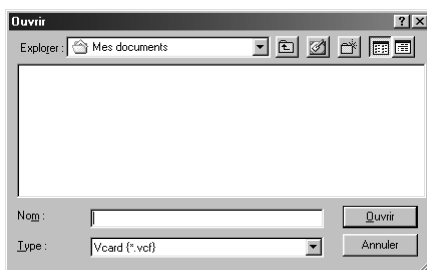 Ouvrir
Explorer : Mes documents
Nom :
Ouvrir
Type : Vcard (*.vcf)
Annuler